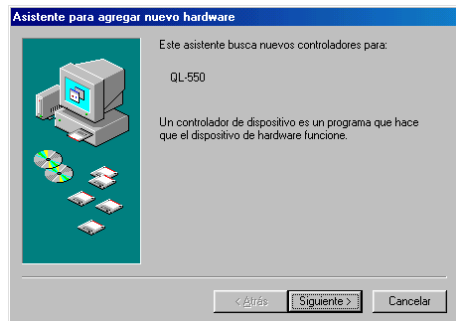 Asistente para agregar nuevo hardware
Este asistente busca nuevos controladores para:
QL-550
Un controlador de dispositivo es un programa que hace
que el dispositivo de hardware funcione.
< Atrás
Siguiente >
Cancelar